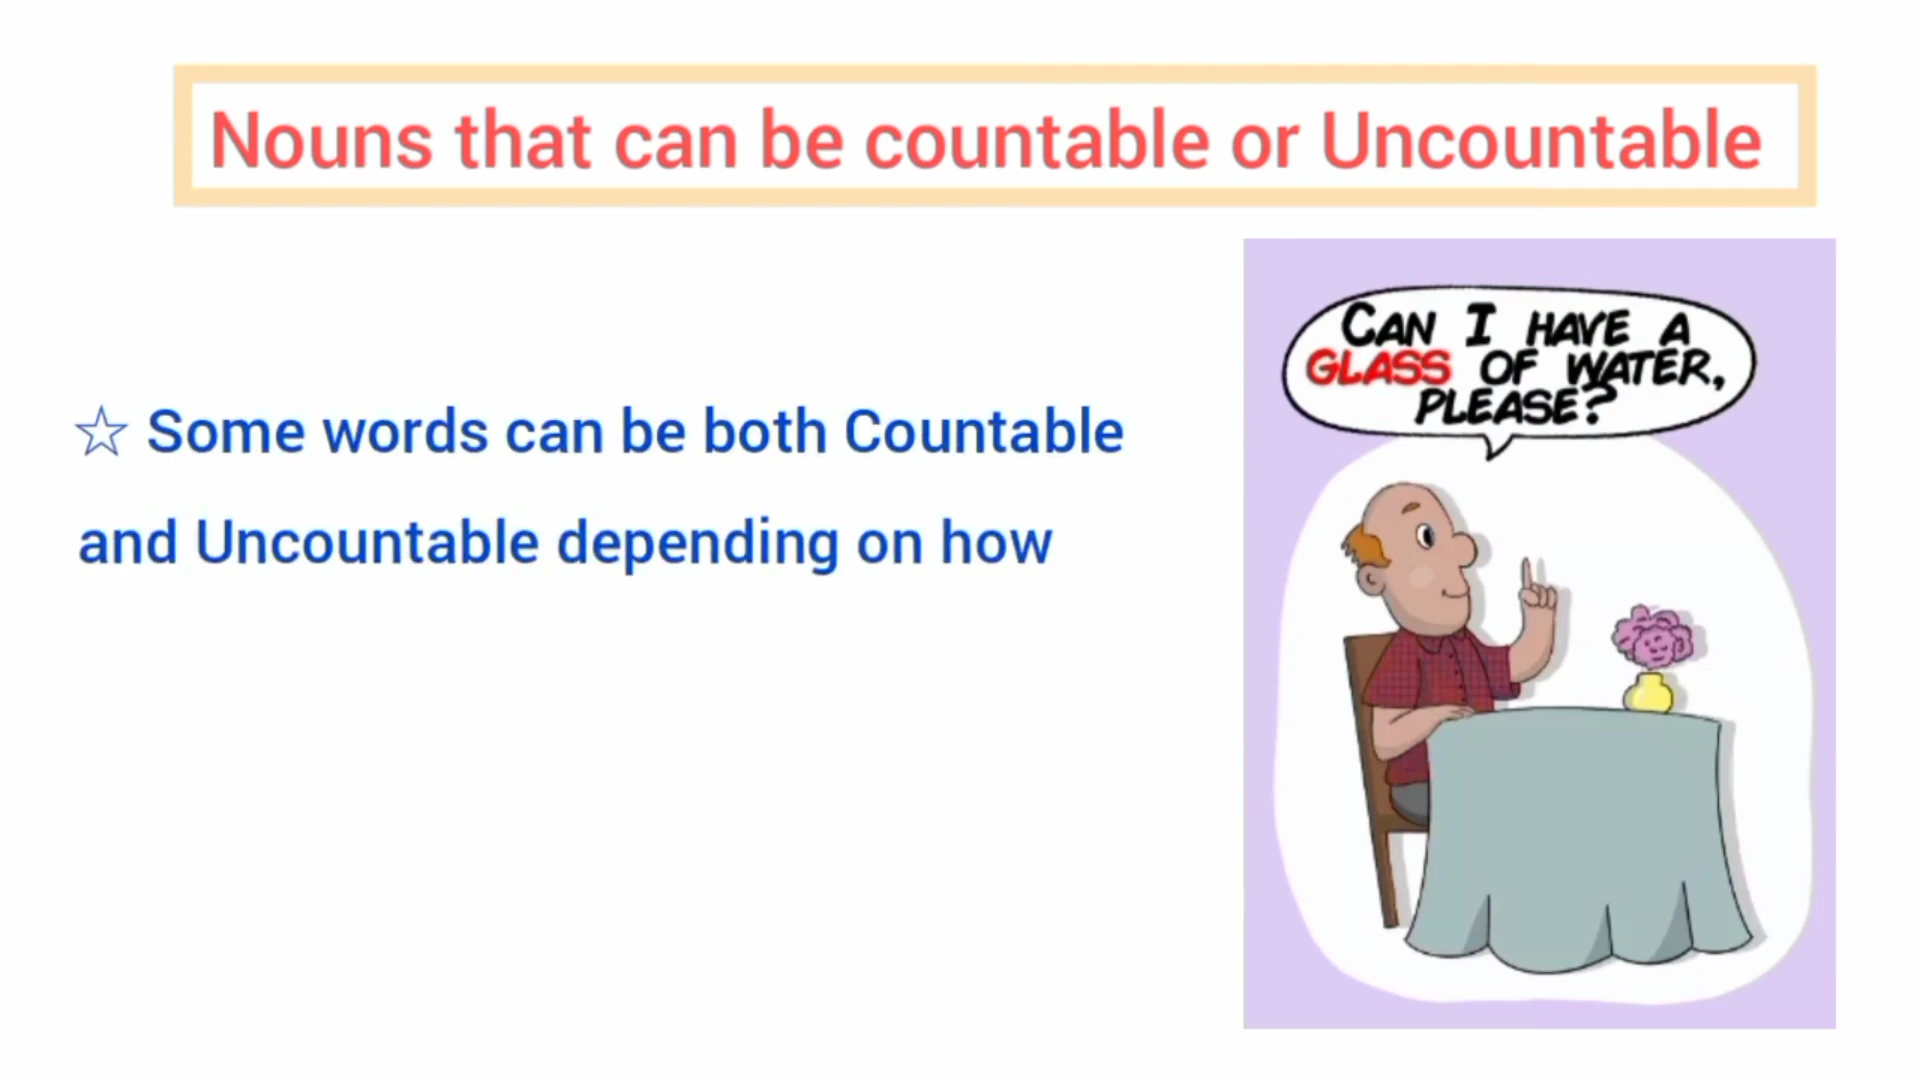 Nouns that can be countable or Uncountable
☆ Some words can be both Countable
and Uncountable depending on how
CAN I HAVE A
GLASS OF WATER,
PLEASE?